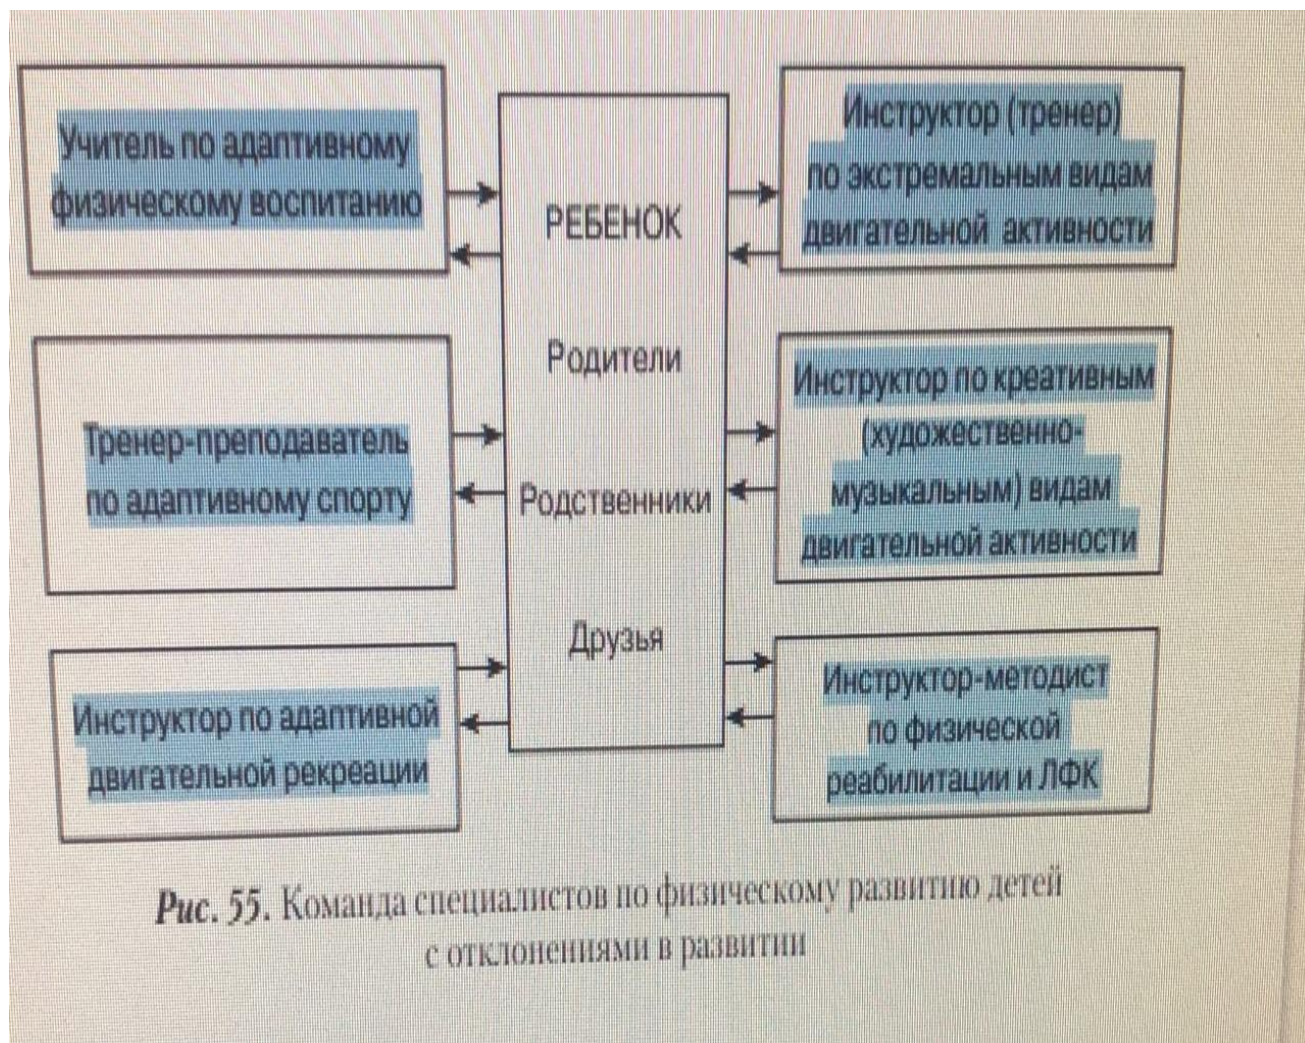 Учитель по адаптивному
физическому воспитанию
Тренер-преподаватель
по адаптивному спорту
Инструктор по адаптивной
двигательной рекреации
РЕБЕНОК
Родители
Родственники
Друзья
Инструктор (тренер)
по экстремальным видам
двигательной активности
Инструктор по креативным
(художественно-
музыкальным) видам
двигательной активности
Инструктор-методист
по физической
реабилитации и ЛФК
Рис. 55. Команда специалистов по физическому развитию детей
с отклонениями в развитии